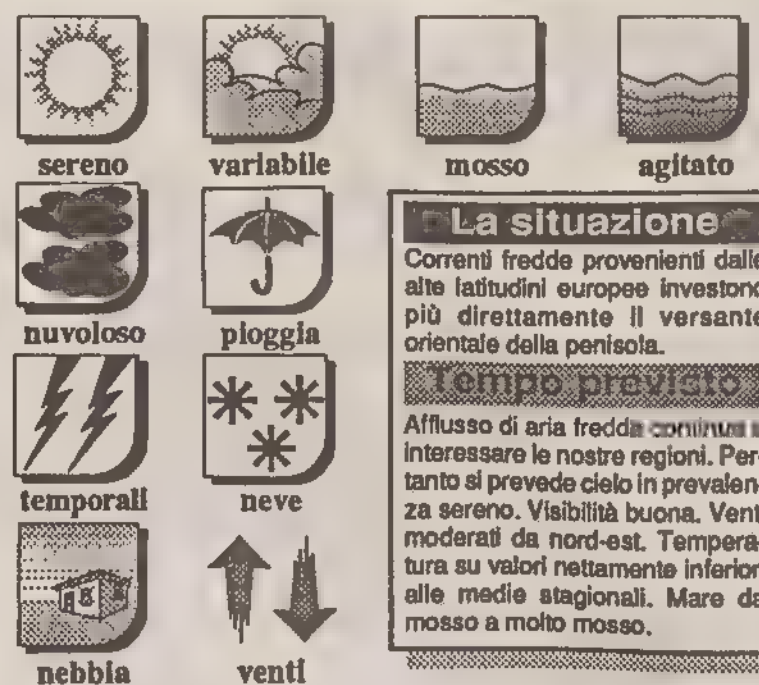 sereno
variabile
mosso
agitato
nuvoloso
pioggia
temporali
neve
nebbia
venti
La situazione
Correnti fredde provenienti dalle
alte latitudini europee investono
più direttamente il versante
orientale della penisola.
Tempo previsto
Afflusso di aria fredda continua a
interessare le nostre regioni. Per-
tanto si prevede cielo in prevalen-
za sereno. Visibilità buona. Venti
moderati da nord-est. Tempera-
tura su valori nettamente inferiori
alle medie stagionali. Mare da
mosso a molto mosso.